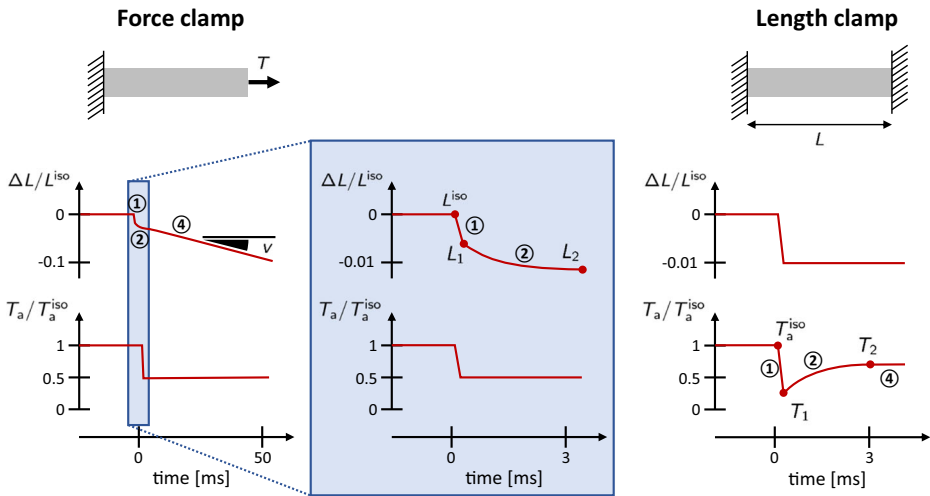 Force clamp
Length clamp
T
L
ΔL/L^iso
0
-0.1
① ② ④
v
T_a/T_a^iso
1
0.5
0
0 50
time [ms]
ΔL/L^iso
0
-0.01
L^iso
①
L_1
②
L_2
T_a/T_a^iso
1
0.5
0
0 3
time [ms]
ΔL/L^iso
0
-0.01
T_a/T_a^iso
1
0.5
0
T_a^iso
① ②
T_2
④
T_1
0 3
time [ms]